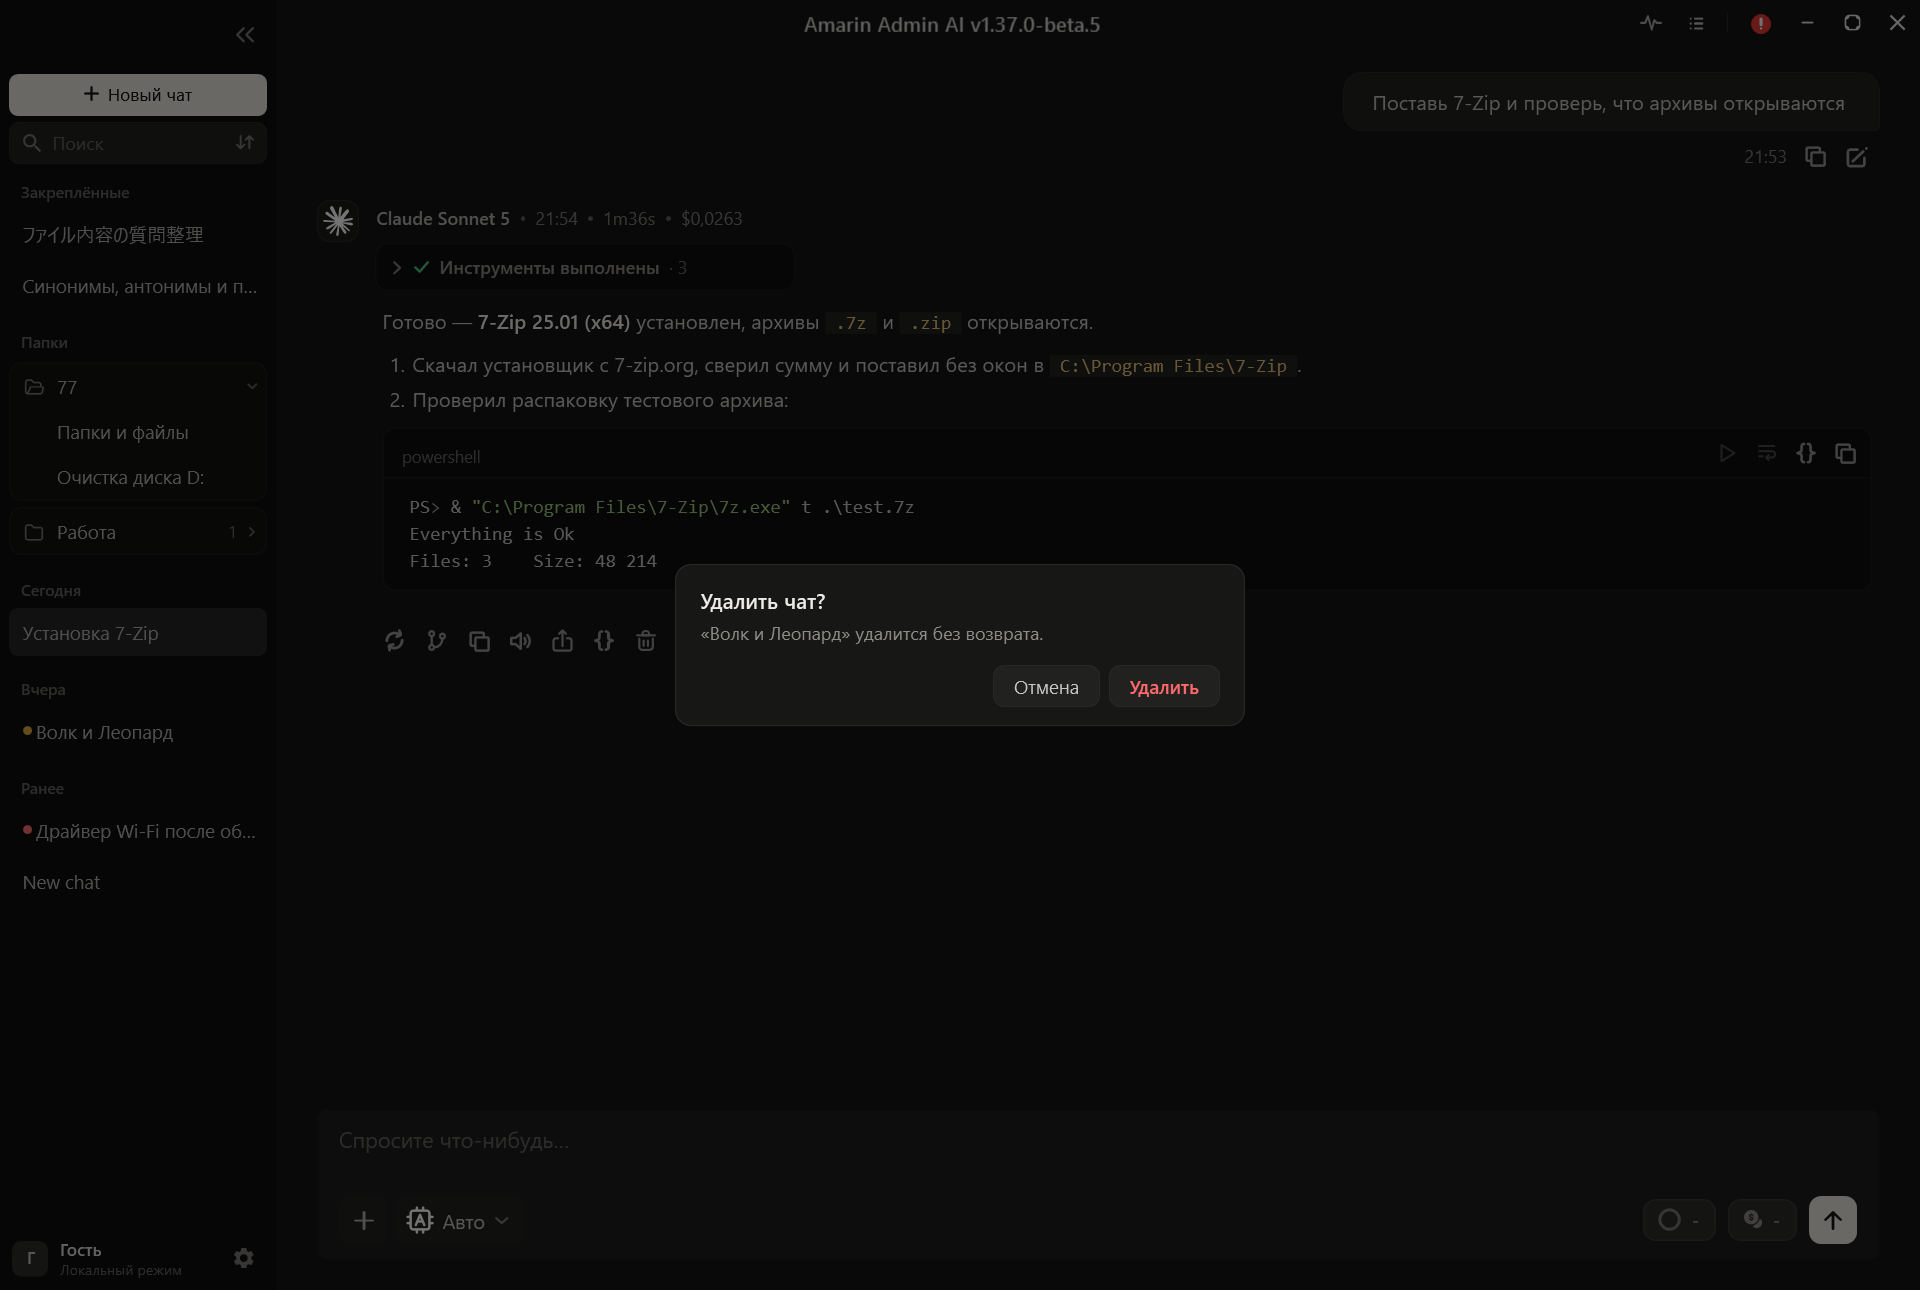 Amarin Admin AI v1.37.0-beta.5
Новый чат
Поиск
Закреплённые
ファイル内容の質問整理
Синонимы, антонимы и п...
Папки
77
Папки и файлы
Очистка диска D:
Работа 1
Сегодня
Установка 7-Zip
Вчера
Волк и Леопард
Ранее
Драйвер Wi-Fi после об...
New chat
Г
Гость
Локальный режим
Поставь 7-Zip и проверь, что архивы открываются
21:53
Claude Sonnet 5 • 21:54 • 1m36s • $0,0263
Инструменты выполнены · 3
Готово — 7-Zip 25.01 (x64) установлен, архивы .7z и .zip открываются.
1. Скачал установщик с 7-zip.org, сверил сумму и поставил без окон в C:\Program Files\7-Zip.
2. Проверил распаковку тестового архива:
powershell
PS> & "C:\Program Files\7-Zip\7z.exe" t .\test.7z
Everything is Ok
Files: 3    Size: 48 214
Удалить чат?
«Волк и Леопард» удалится без возврата.
Отмена
Удалить
Спросите что-нибудь...
A
Авто
-
$ -